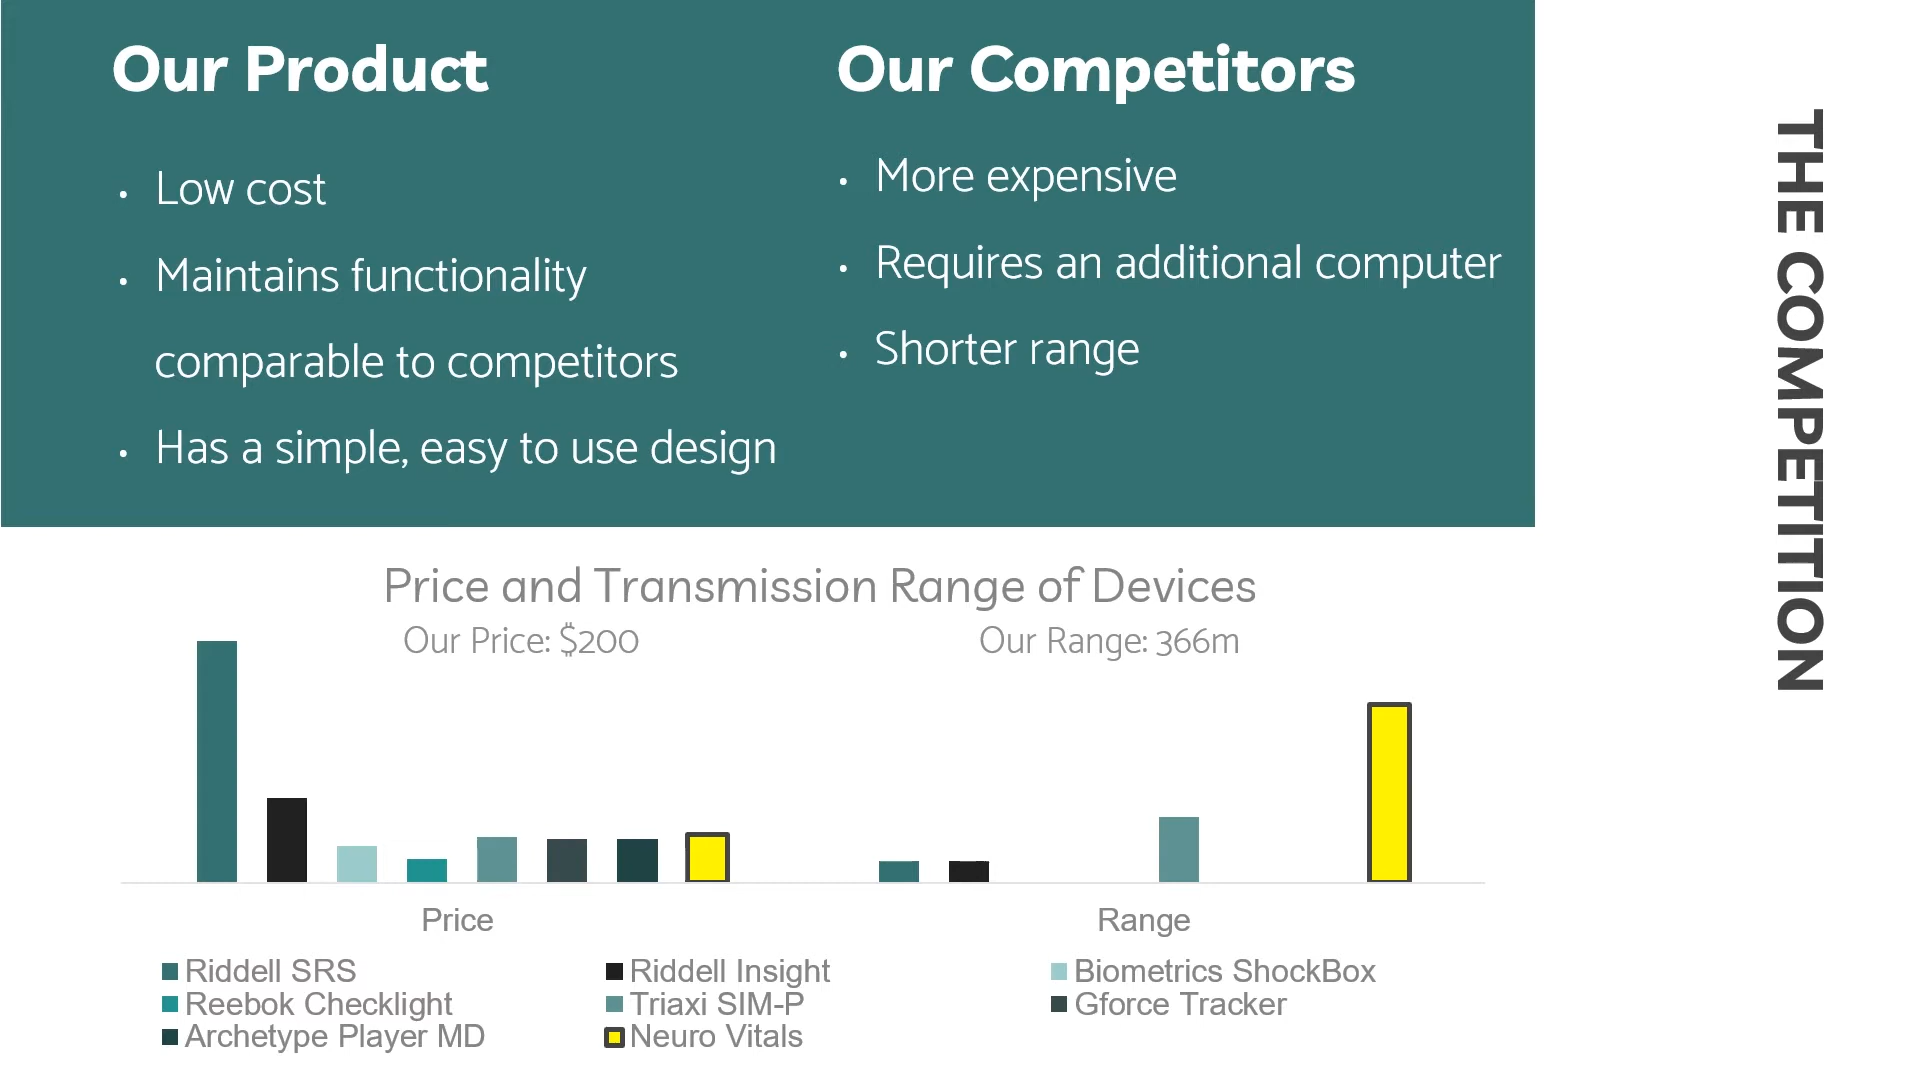 Our Product
• Low cost
• Maintains functionality
comparable to competitors
• Has a simple, easy to use design
Our Competitors
• More expensive
• Requires an additional computer
• Shorter range
THE COMPETITION
Price and Transmission Range of Devices
Our Price: $200
Our Range: 366m
Price
Range
Riddell SRS
Riddell Insight
Biometrics ShockBox
Reebok Checklight
Triaxi SIM-P
Gforce Tracker
Archetype Player MD
Neuro Vitals